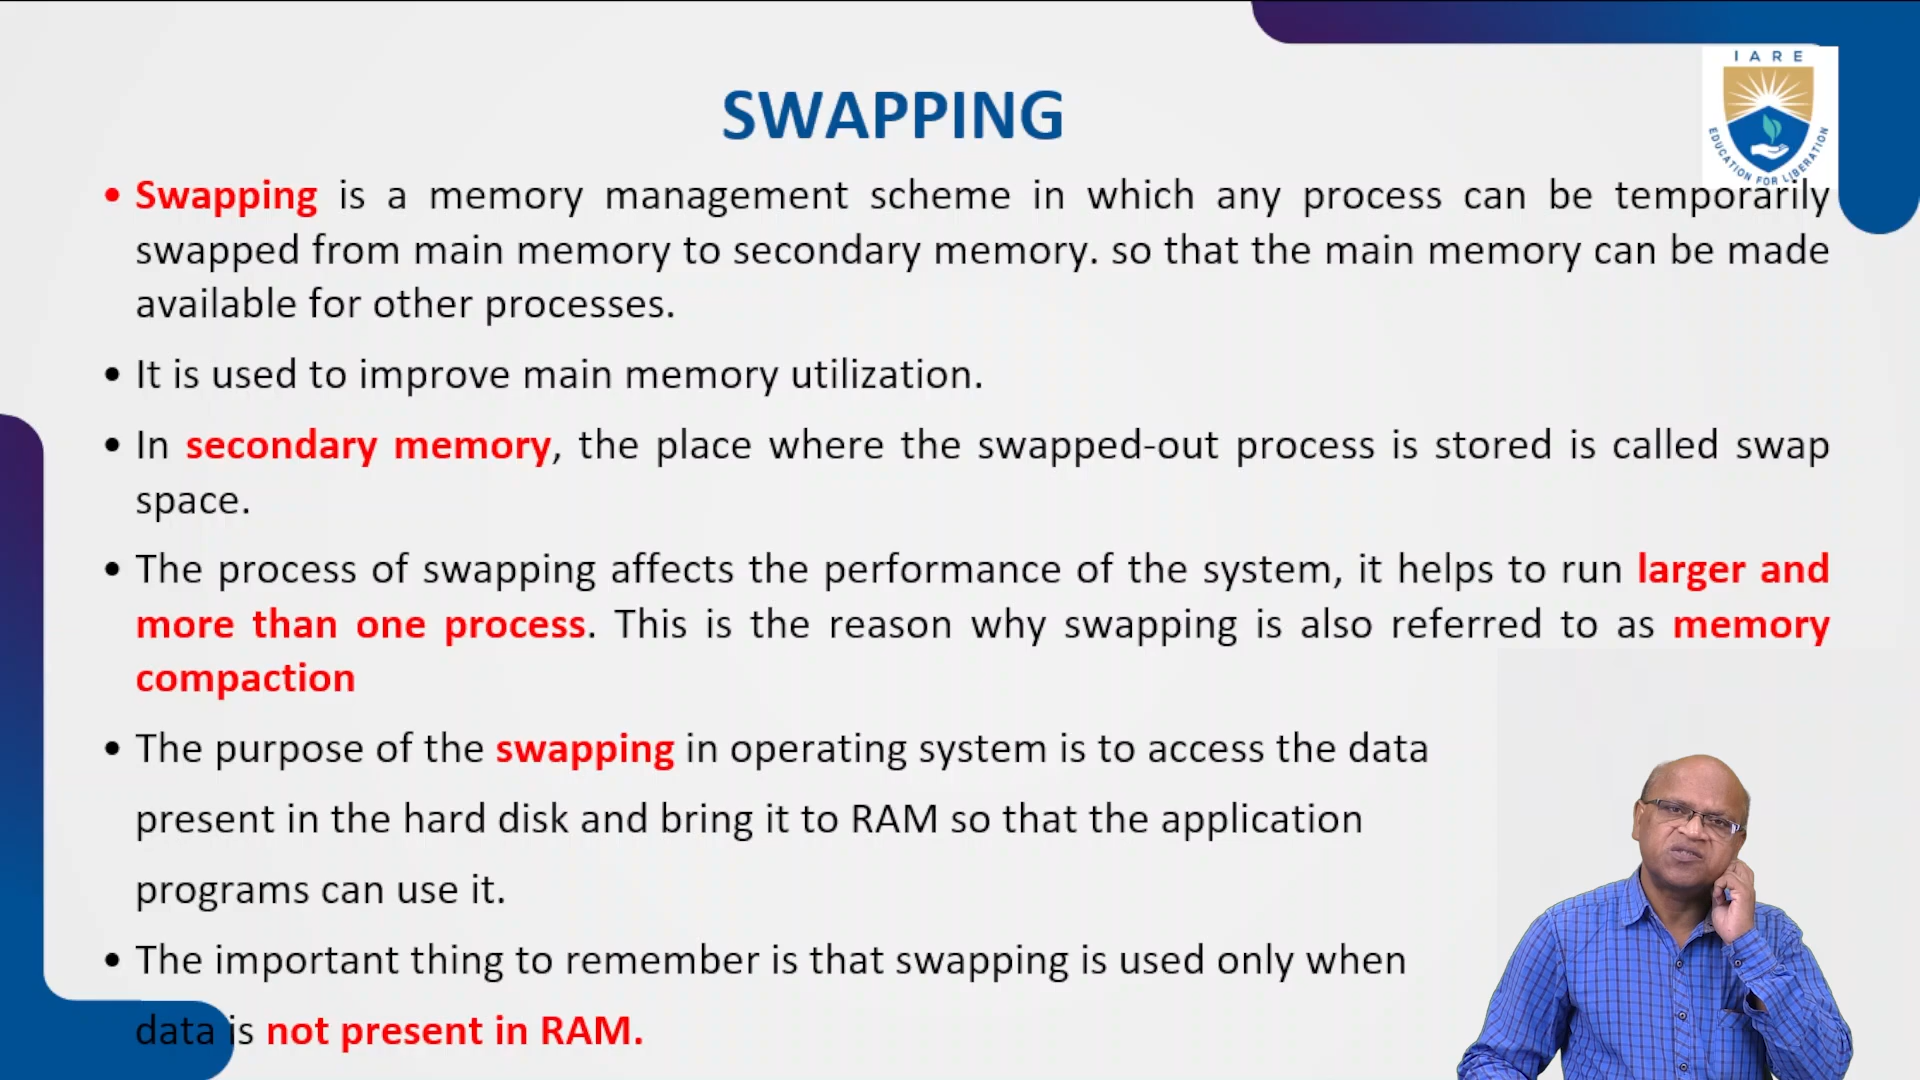 IARE
EDUCATION FOR LIBERATION
SWAPPING
• Swapping is a memory management scheme in which any process can be temporarily
swapped from main memory to secondary memory. so that the main memory can be made
available for other processes.
• It is used to improve main memory utilization.
• In secondary memory, the place where the swapped-out process is stored is called swap
space.
• The process of swapping affects the performance of the system, it helps to run larger and
more than one process. This is the reason why swapping is also referred to as memory
compaction
• The purpose of the swapping in operating system is to access the data
present in the hard disk and bring it to RAM so that the application
programs can use it.
• The important thing to remember is that swapping is used only when
data is not present in RAM.